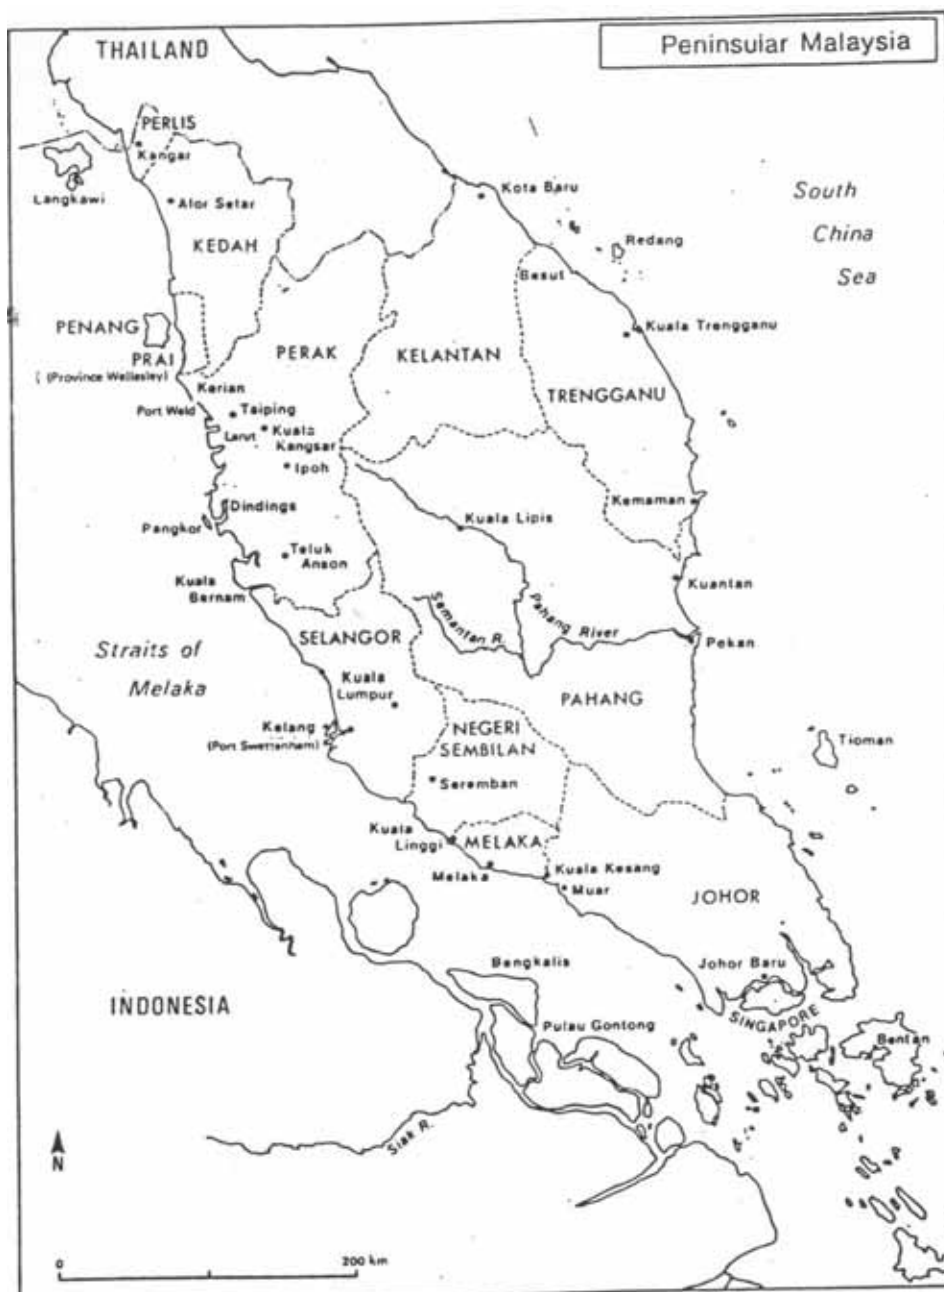 Peninsular Malaysia
THAILAND
PERLIS
Kangar
Langkawi
Alor Setar
KEDAH
Kota Baru
South
China
Sea
Redang
Besut
PENANG
PRAI
(Province Wellesley)
PERAK
KELANTAN
Kuala Trengganu
TRENGGANU
Kerian
Port Weld
Taiping
Larut
Kuala
Kangsar
Ipoh
Dindings
Pangkor
Kuala Lipis
Kemaman
Teluk
Anson
Kuala
Bernam
Kuantan
Semantan R.
Pahang River
Pekan
SELANGOR
Straits of
Melaka
Kuala
Lumpur
PAHANG
Kelang
(Port Swettenham)
NEGERI
SEMBILAN
Tioman
Seremban
Kuala
Linggi
MELAKA
Melaka
Kuala Kesang
Muar
JOHOR
Johor Baru
Bengkalis
SINGAPORE
INDONESIA
Pulau Gontong
Bentan
Siak R.
N
0
200 km